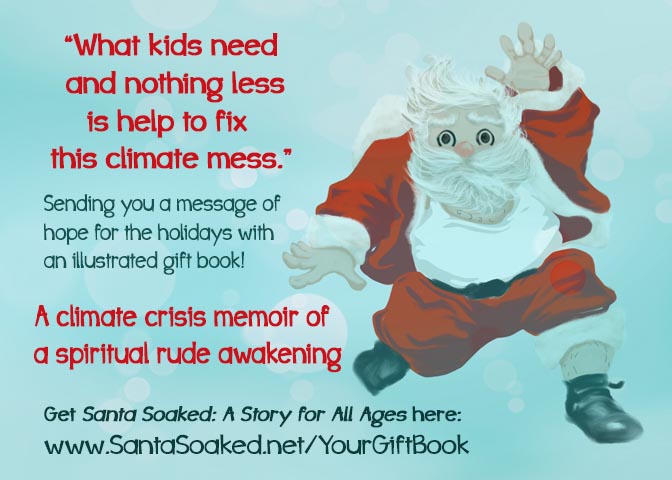 “What kids need
and nothing less
is help to fix
this climate mess.”
Sending you a message of
hope for the holidays with
an illustrated gift book!
A climate crisis memoir of
a spiritual rude awakening
Get Santa Soaked: A Story for All Ages here:
www.SantaSoaked.net/YourGiftBook